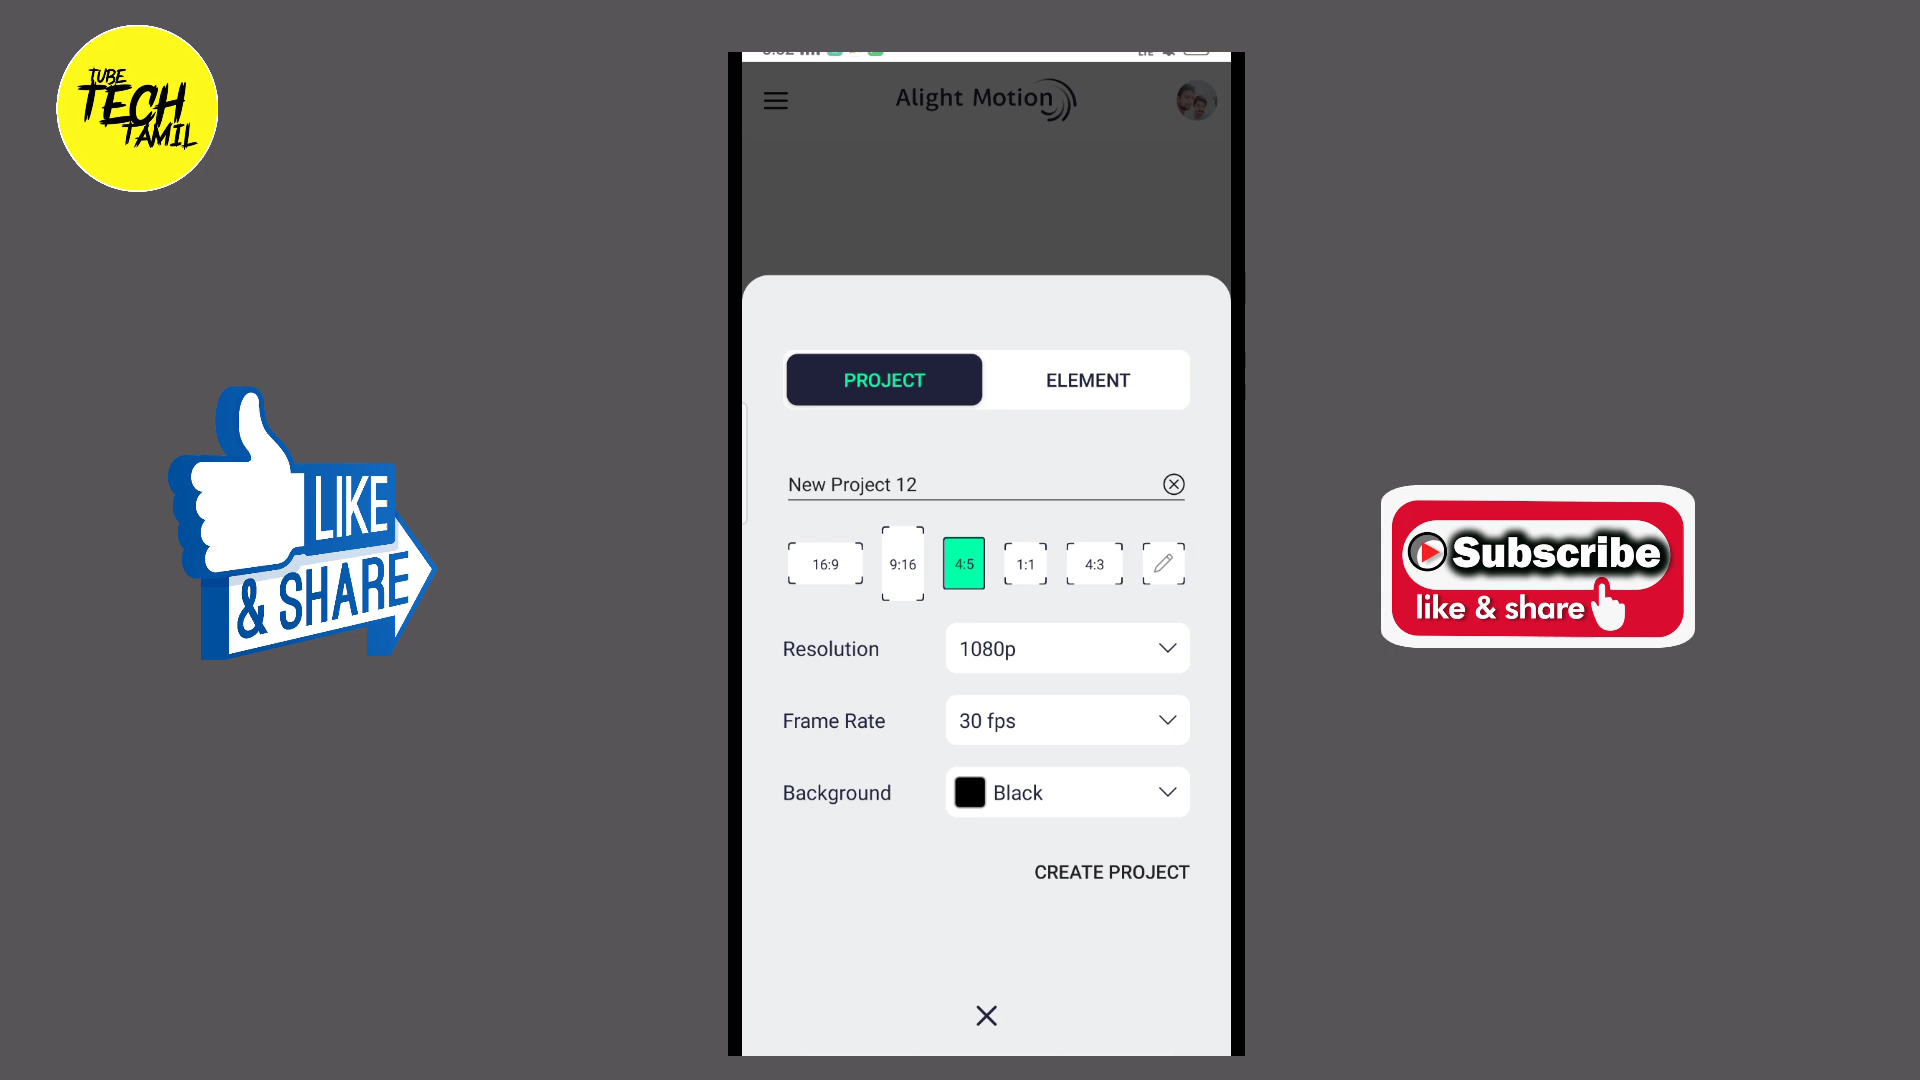 TUBE
TECH
TAMIL
Alight Motion
PROJECT
ELEMENT
New Project 12
16:9
9:16
4:5
1:1
4:3
Resolution
1080p
Frame Rate
30 fps
Background
Black
CREATE PROJECT
LIKE
& SHARE
Subscribe
like & share